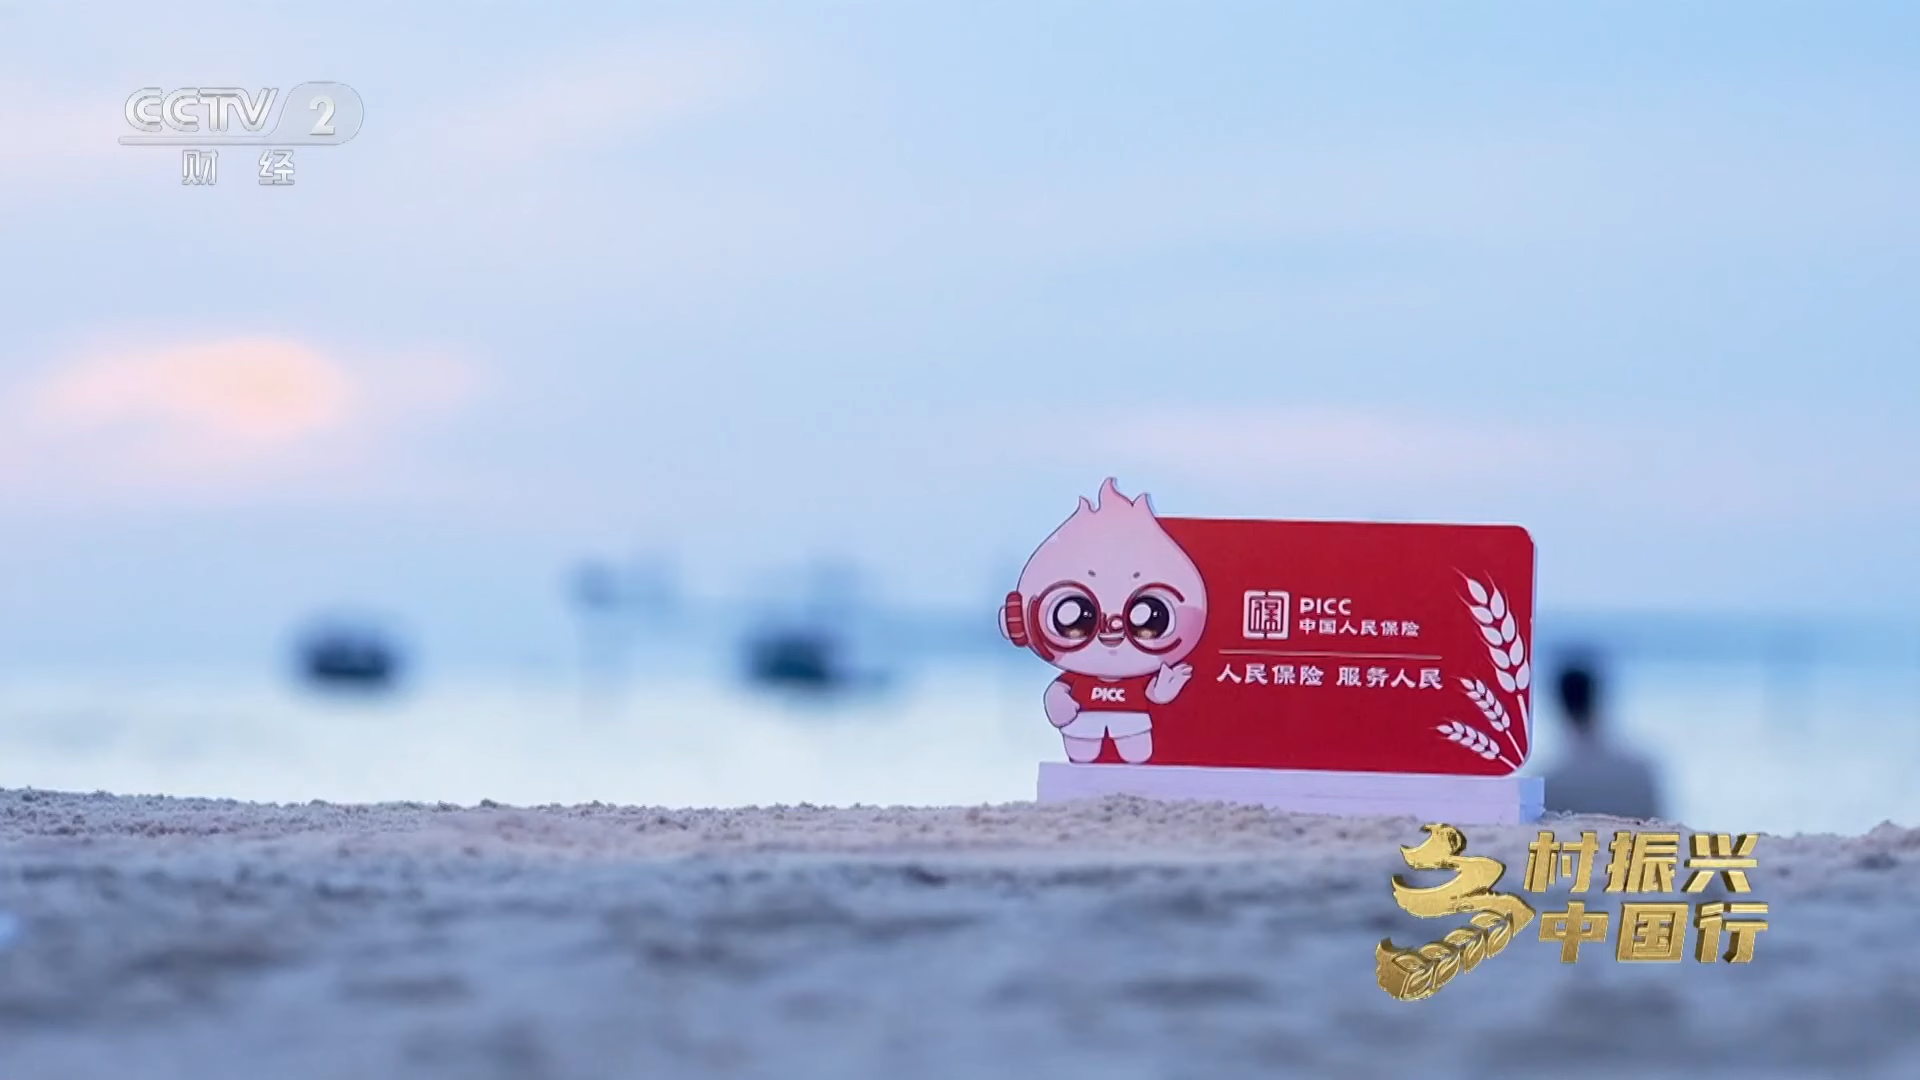 CCTV 2
财 经
PICC
中国人民保险
人民保险 服务人民
PICC
乡村振兴
中国行